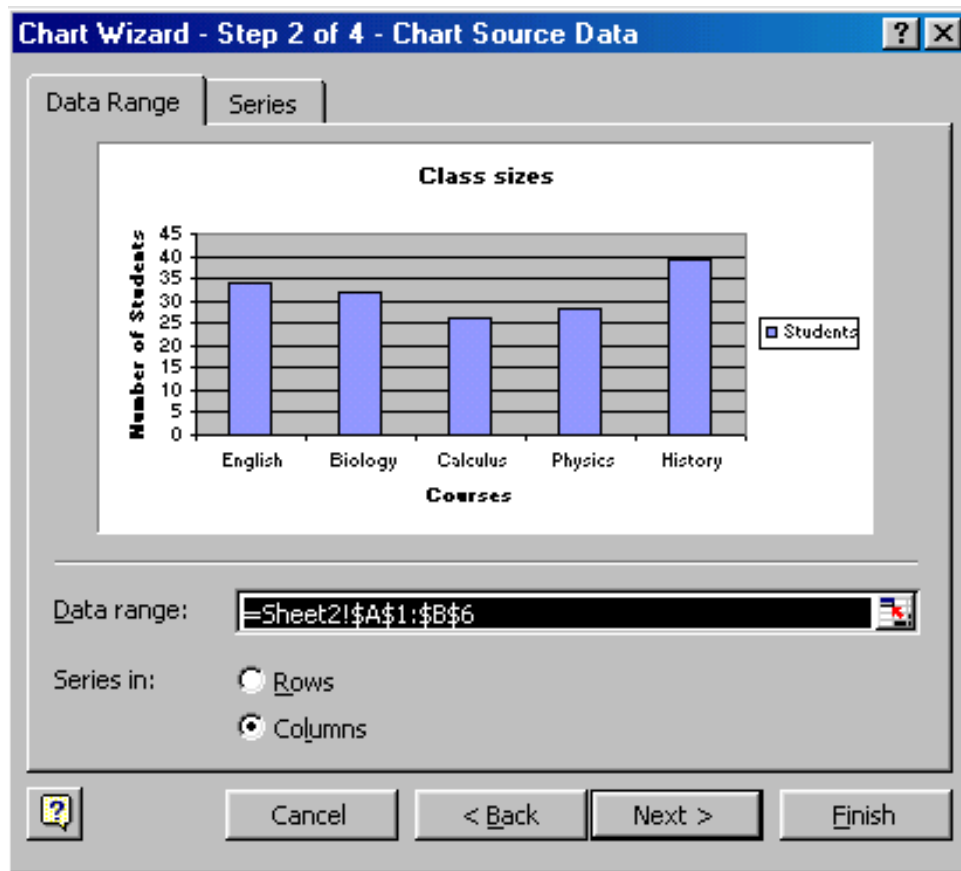 Chart Wizard - Step 2 of 4 - Chart Source Data
Data Range
Series
Class sizes
Number of Students
45
40
35
30
25
20
15
10
5
0
English Biology Calculus Physics History
Courses
Students
Data range:
=Sheet2!$A$1:$B$6
Series in:
Rows
Columns
Cancel
< Back
Next >
Finish